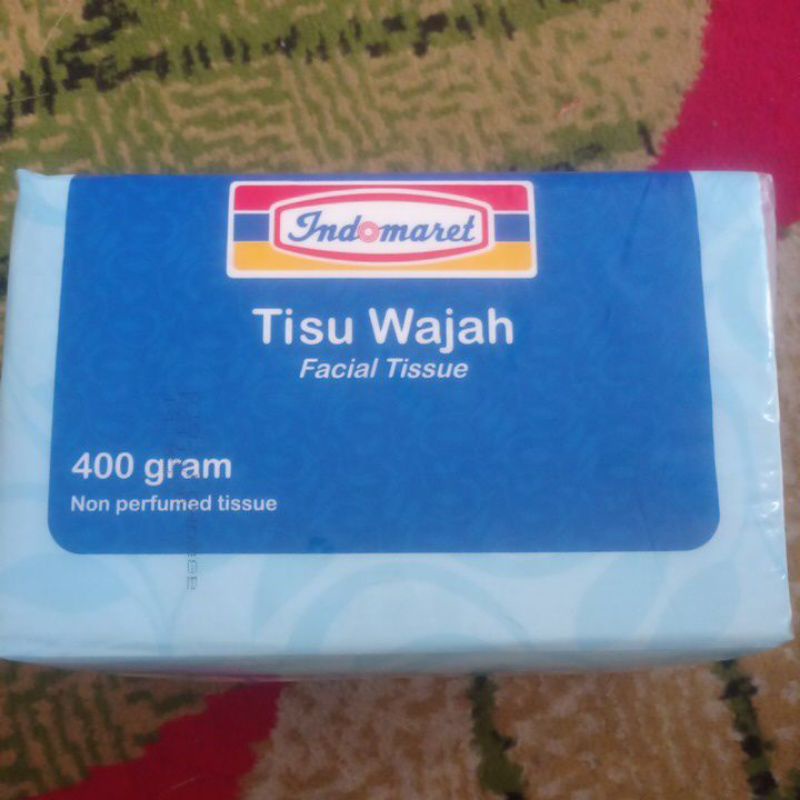 Indomaret
Tisu Wajah
Facial Tissue
400 gram
Non perfumed tissue